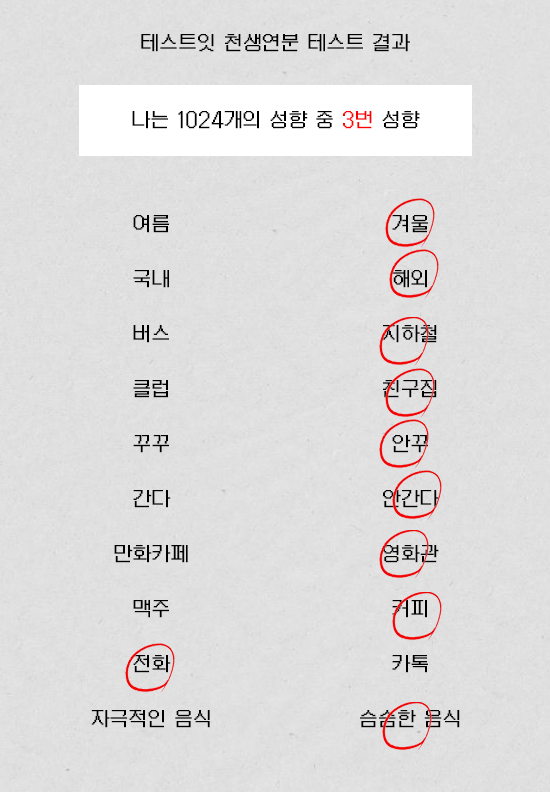 테스트잇 천생연분 테스트 결과
나는 1024개의 성향 중 3번 성향
여름 겨울
국내 해외
버스 지하철
클럽 친구집
꾸꾸 안꾸
간다 안간다
만화카페 영화관
맥주 커피
전화 카톡
자극적인 음식 슴슴한 음식